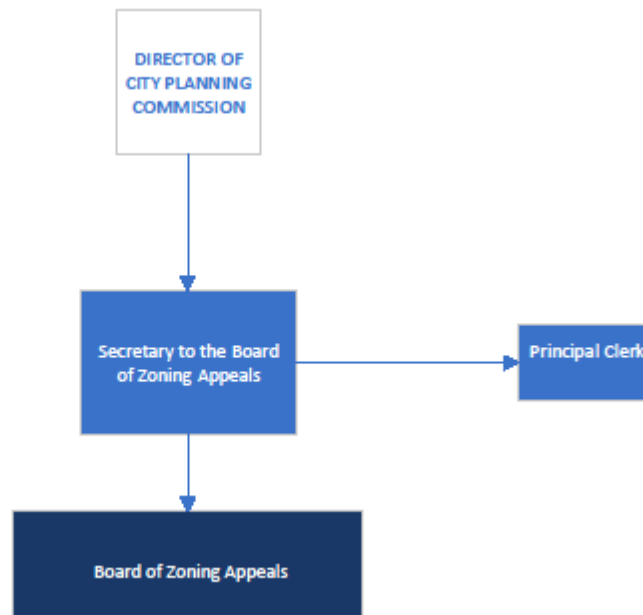 DIRECTOR OF
CITY PLANNING
COMMISSION
Secretary to the Board
of Zoning Appeals
Principal Clerk
Board of Zoning Appeals